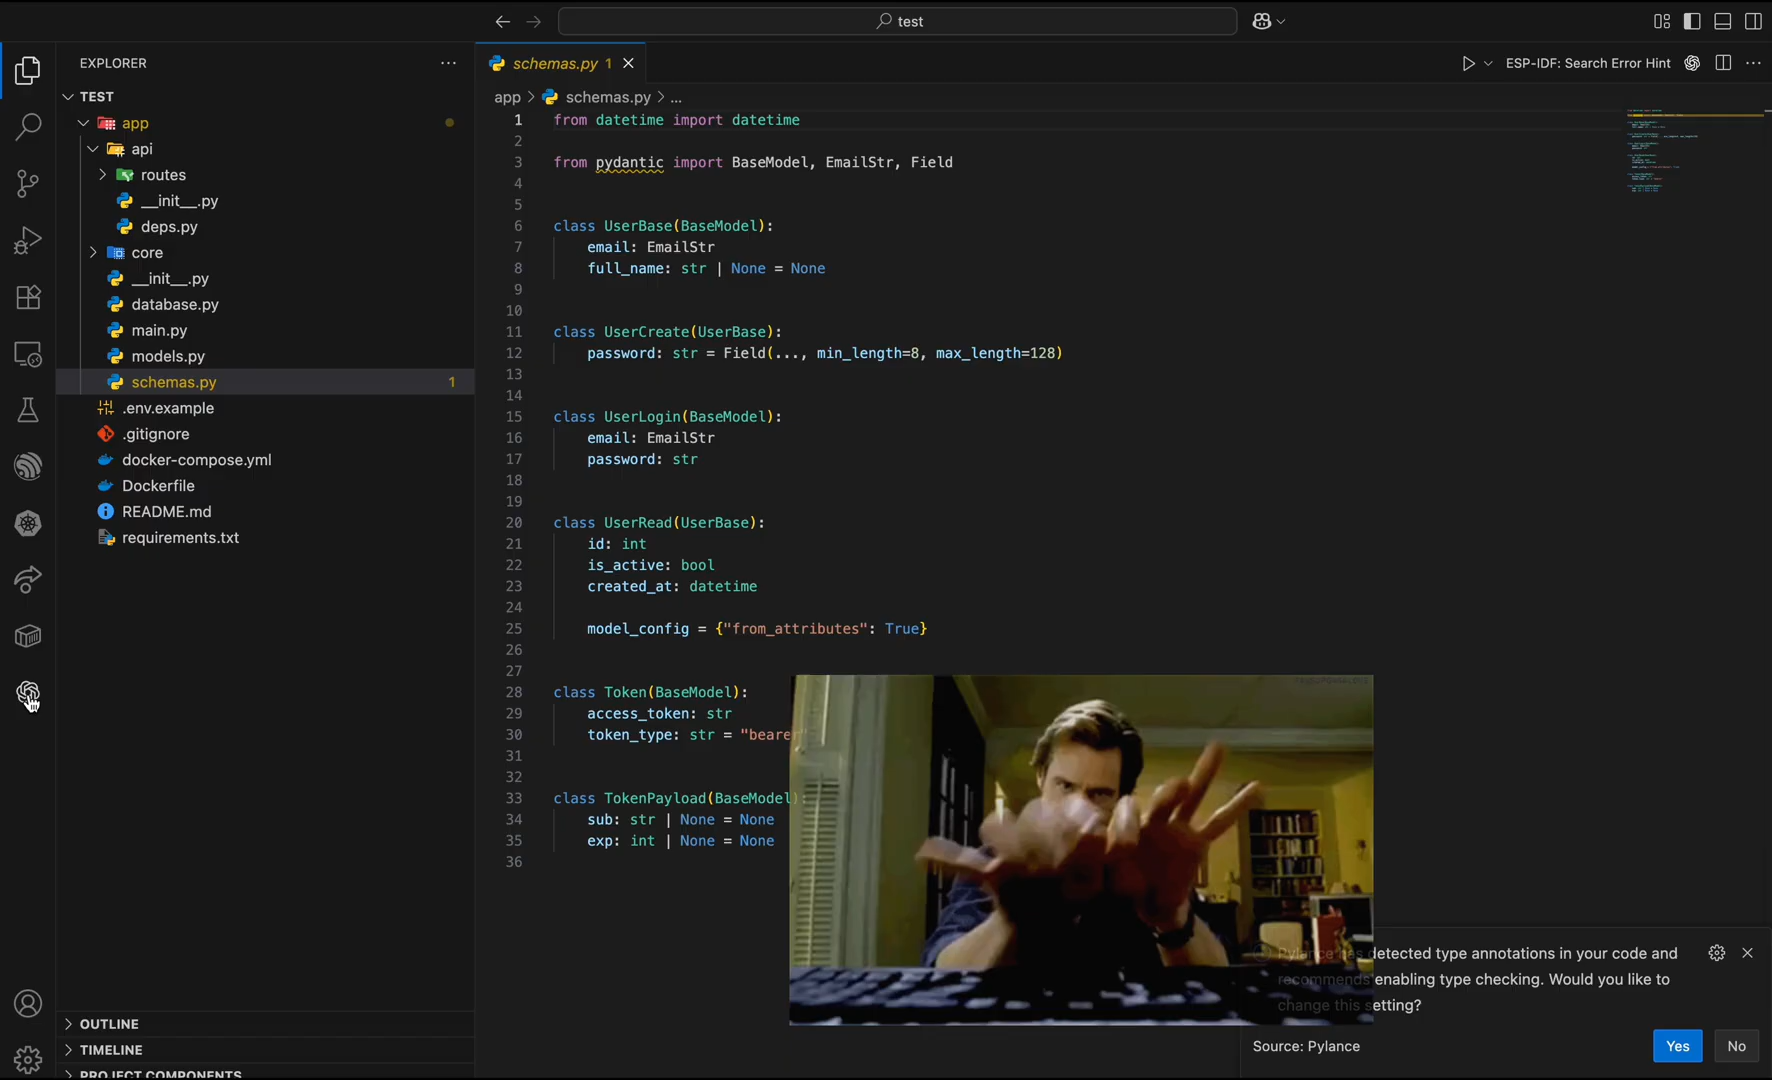 test
EXPLORER
schemas.py 1
ESP-IDF: Search Error Hint
TEST
app
api
routes
__init__.py
deps.py
core
__init__.py
database.py
main.py
models.py
schemas.py 1
.env.example
.gitignore
docker-compose.yml
Dockerfile
README.md
requirements.txt
OUTLINE
TIMELINE
PROJECT COMPONENTS
app > schemas.py > ...
1 from datetime import datetime
2
3 from pydantic import BaseModel, EmailStr, Field
4
5
6 class UserBase(BaseModel):
7 email: EmailStr
8 full_name: str | None = None
9
10
11 class UserCreate(UserBase):
12 password: str = Field(..., min_length=8, max_length=128)
13
14
15 class UserLogin(BaseModel):
16 email: EmailStr
17 password: str
18
19
20 class UserRead(UserBase):
21 id: int
22 is_active: bool
23 created_at: datetime
24
25 model_config = {"from_attributes": True}
26
27
28 class Token(BaseModel):
29 access_token: str
30 token_type: str = "bearer"
31
32
33 class TokenPayload(BaseModel):
34 sub: str | None = None
35 exp: int | None = None
36
Pylance has detected type annotations in your code and
recommends enabling type checking. Would you like to
change this setting?
Source: Pylance
Yes
No